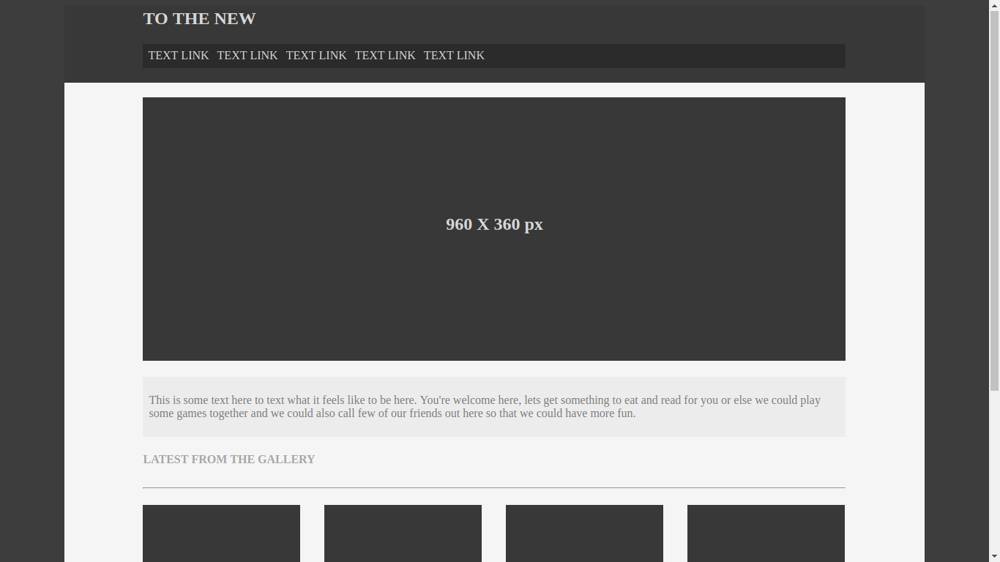 TO THE NEW
TEXT LINK TEXT LINK TEXT LINK TEXT LINK TEXT LINK
960 X 360 px
This is some text here to text what it feels like to be here. You're welcome here, lets get something to eat and read for you or else we could play
some games together and we could also call few of our friends out here so that we could have more fun.
LATEST FROM THE GALLERY